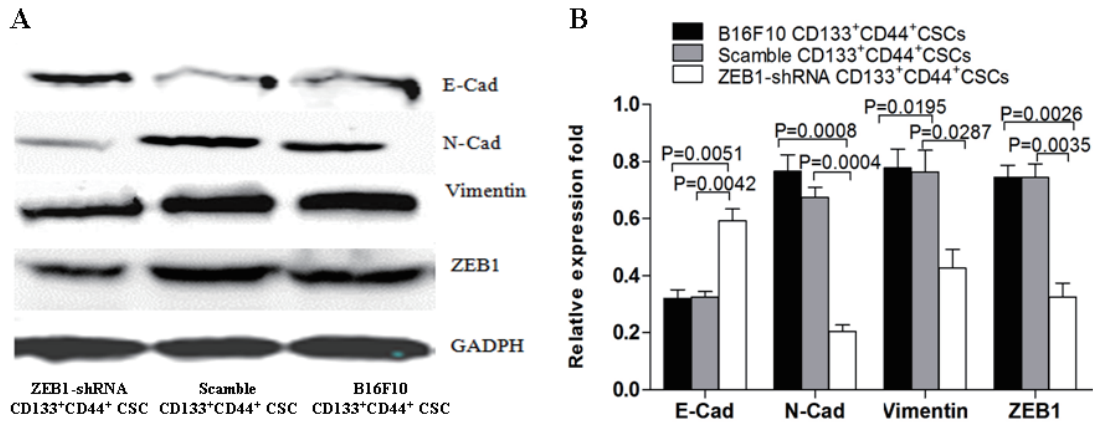 A
E-Cad
N-Cad
Vimentin
ZEB1
GADPH
ZEB1-shRNA
CD133⁺CD44⁺ CSC
Scamble
CD133⁺CD44⁺ CSC
B16F10
CD133⁺CD44⁺ CSC
B
B16F10 CD133⁺CD44⁺CSCs
Scamble CD133⁺CD44⁺CSCs
ZEB1-shRNA CD133⁺CD44⁺CSCs
Relative expression fold
1.0
0.8
0.6
0.4
0.2
0.0
P=0.0051
P=0.0042
P=0.0008
P=0.0004
P=0.0195
P=0.0287
P=0.0026
P=0.0035
E-Cad
N-Cad
Vimentin
ZEB1